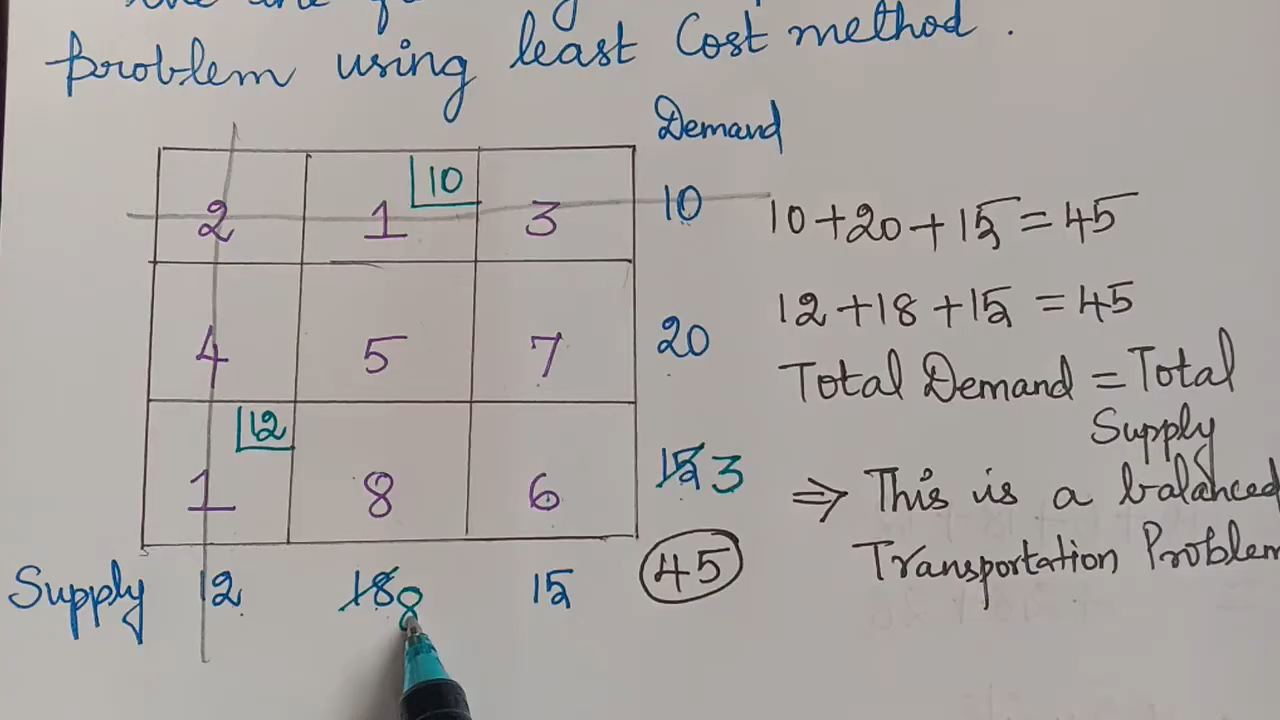 problem using least Cost method.
Demand
10
2 1 3 10
10+20+15=45
4 5 7 20
12+18+15=45
Total Demand = Total
Supply
12
1 8 6 15 3
⇒ This is a balanced
Transportation Problem
Supply 12 18 8 15 45